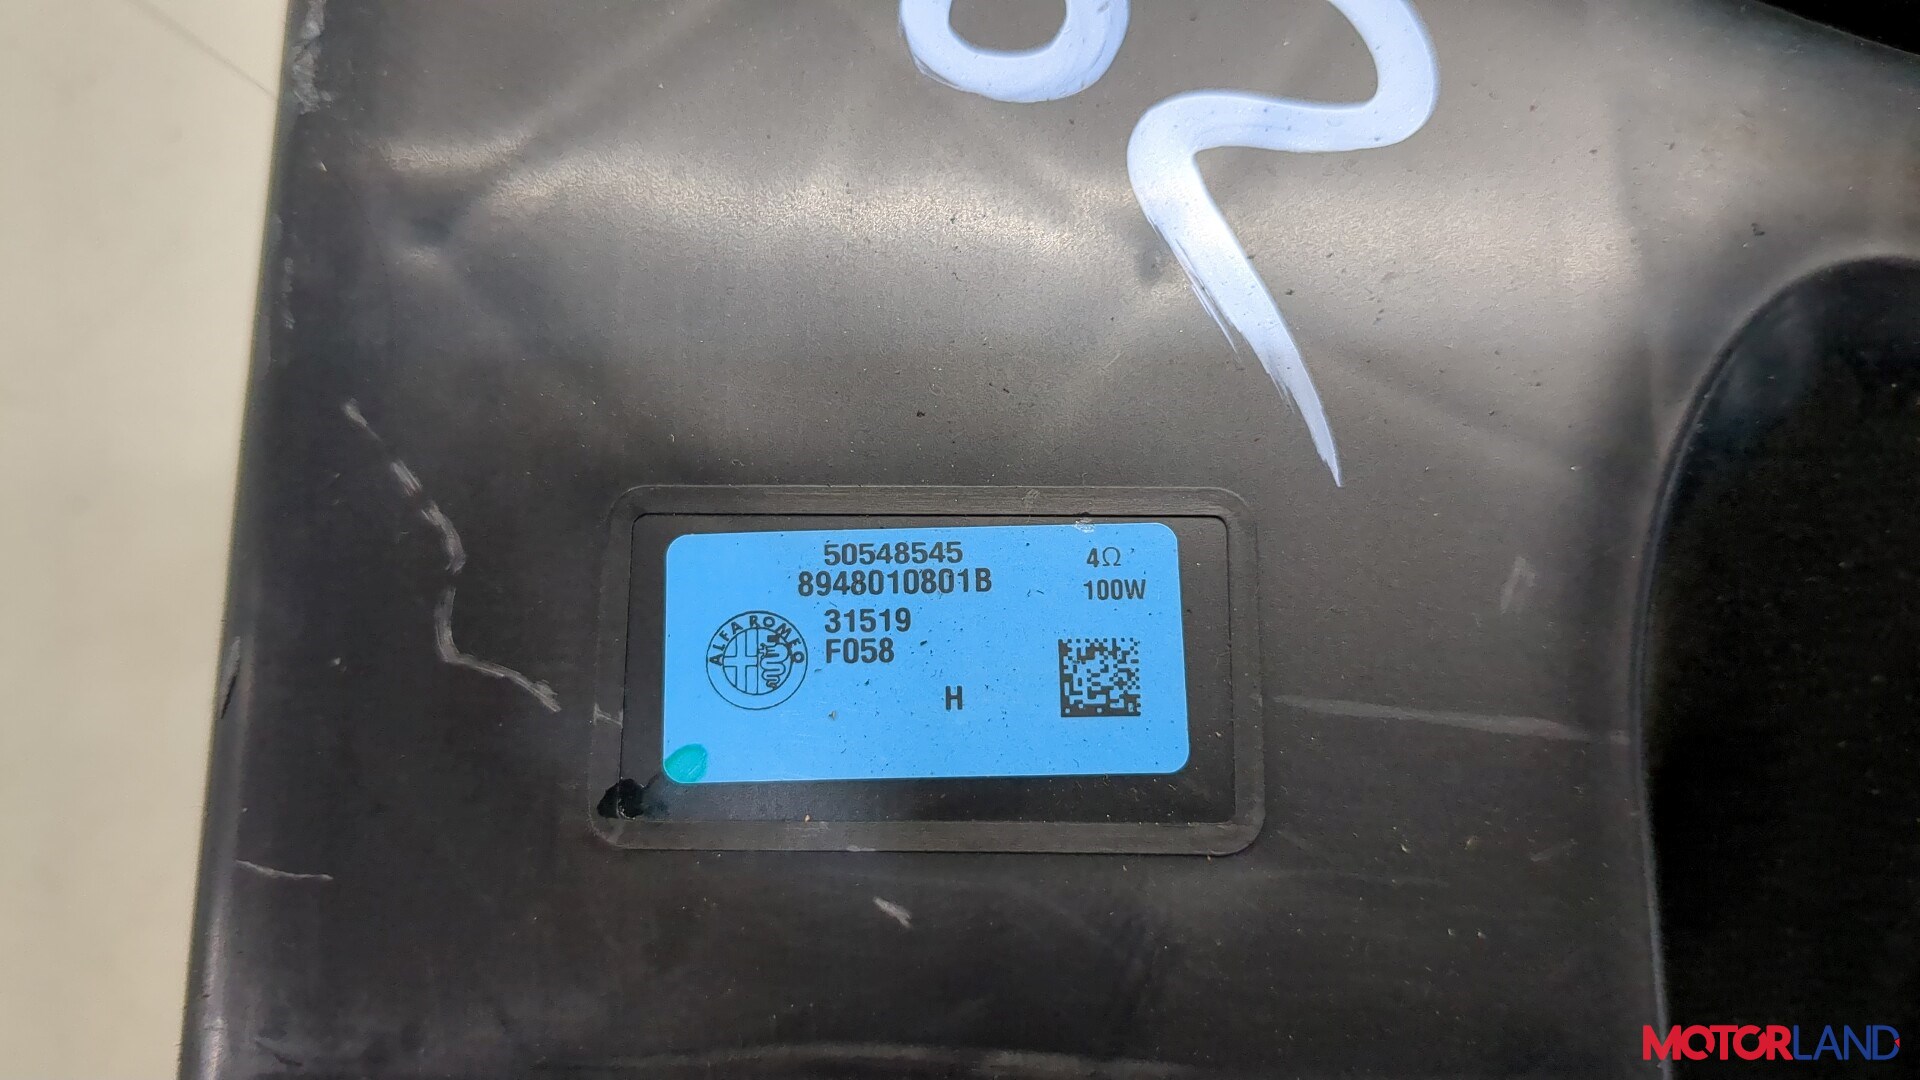 50548545
8948010801B
31519
F058
H
4Ω
100W
ALFA ROMEO
MOTORLAND